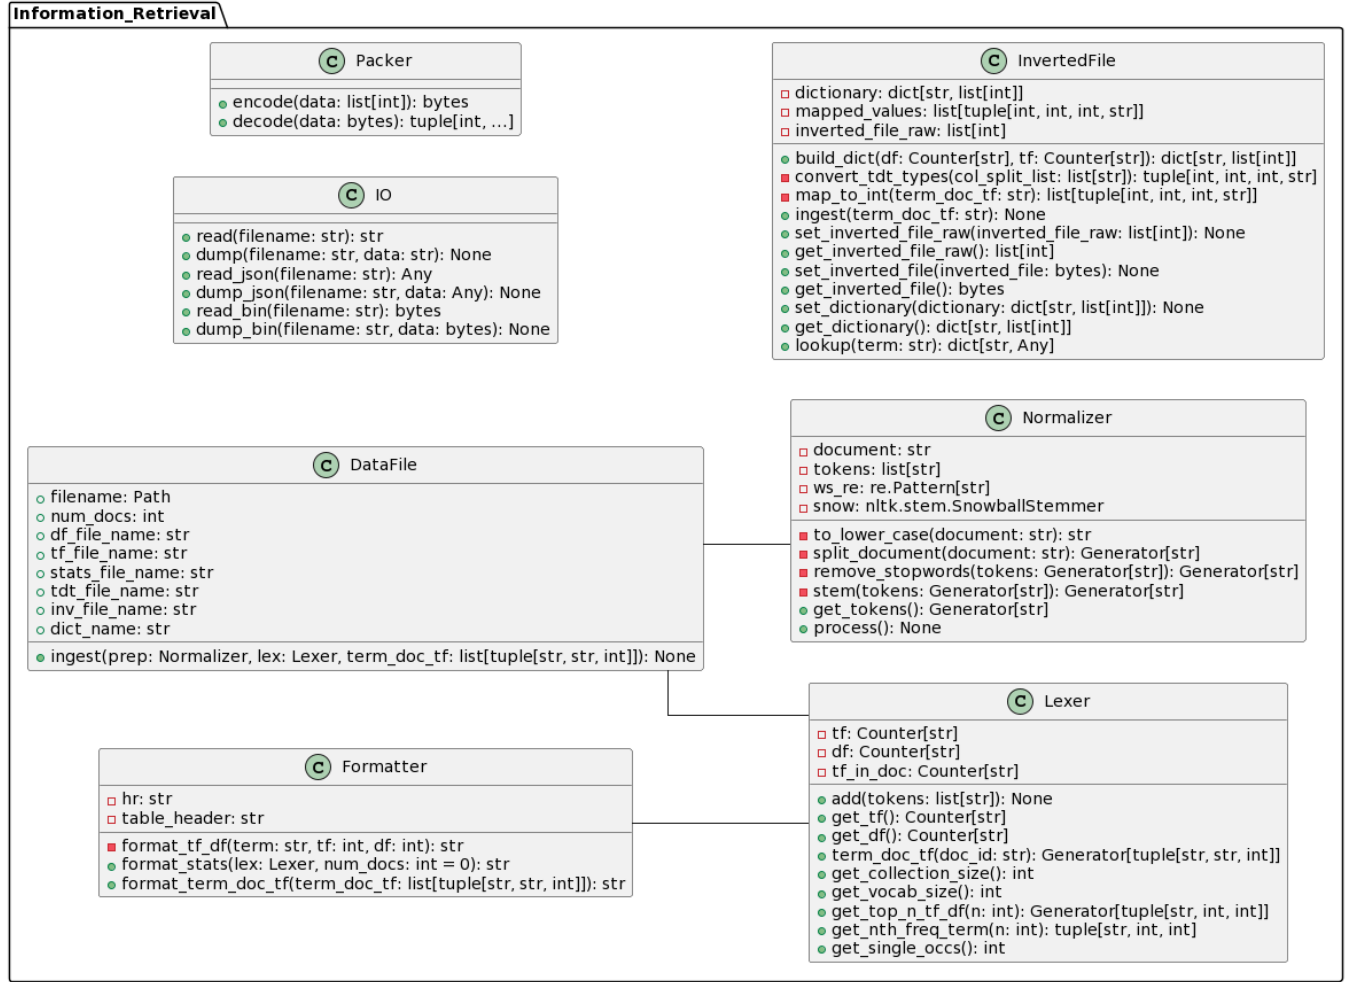 Information_Retrieval
C Packer
encode(data: list[int]): bytes
decode(data: bytes): tuple[int, ...]
C InvertedFile
dictionary: dict[str, list[int]]
mapped_values: list[tuple[int, int, int, str]]
inverted_file_raw: list[int]
build_dict(df: Counter[str], tf: Counter[str]): dict[str, list[int]]
convert_tdt_types(col_split_list: list[str]): tuple[int, int, int, str]
map_to_int(term_doc_tf: str): list[tuple[int, int, int, str]]
ingest(term_doc_tf: str): None
set_inverted_file_raw(inverted_file_raw: list[int]): None
get_inverted_file_raw(): list[int]
set_inverted_file(inverted_file: bytes): None
get_inverted_file(): bytes
set_dictionary(dictionary: dict[str, list[int]]): None
get_dictionary(): dict[str, list[int]]
lookup(term: str): dict[str, Any]
C IO
read(filename: str): str
dump(filename: str, data: str): None
read_json(filename: str): Any
dump_json(filename: str, data: Any): None
read_bin(filename: str): bytes
dump_bin(filename: str, data: bytes): None
C Normalizer
document: str
tokens: list[str]
ws_re: re.Pattern[str]
snow: nltk.stem.SnowballStemmer
to_lower_case(document: str): str
split_document(document: str): Generator[str]
remove_stopwords(tokens: Generator[str]): Generator[str]
stem(tokens: Generator[str]): Generator[str]
get_tokens(): Generator[str]
process(): None
C DataFile
filename: Path
num_docs: int
df_file_name: str
tf_file_name: str
stats_file_name: str
tdt_file_name: str
inv_file_name: str
dict_name: str
ingest(prep: Normalizer, lex: Lexer, term_doc_tf: list[tuple[str, str, int]]): None
C Lexer
tf: Counter[str]
df: Counter[str]
tf_in_doc: Counter[str]
add(tokens: list[str]): None
get_tf(): Counter[str]
get_df(): Counter[str]
term_doc_tf(doc_id: str): Generator[tuple[str, str, int]]
get_collection_size(): int
get_vocab_size(): int
get_top_n_tf_df(n: int): Generator[tuple[str, int, int]]
get_nth_freq_term(n: int): tuple[str, int, int]
get_single_occs(): int
C Formatter
hr: str
table_header: str
format_tf_df(term: str, tf: int, df: int): str
format_stats(lex: Lexer, num_docs: int = 0): str
format_term_doc_tf(term_doc_tf: list[tuple[str, str, int]]): str